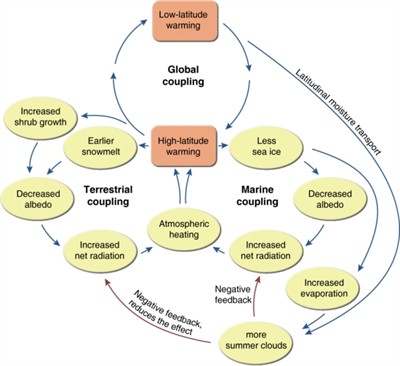 Low-latitude
warming
Global
coupling
Latitudinal moisture transport
Increased
shrub growth
Earlier
snowmelt
High-latitude
warming
Less
sea ice
Decreased
albedo
Terrestrial
coupling
Marine
coupling
Decreased
albedo
Atmospheric
heating
Increased
net radiation
Increased
net radiation
Increased
evaporation
Negative
feedback
Negative feedback,
reduces the effect
more
summer clouds